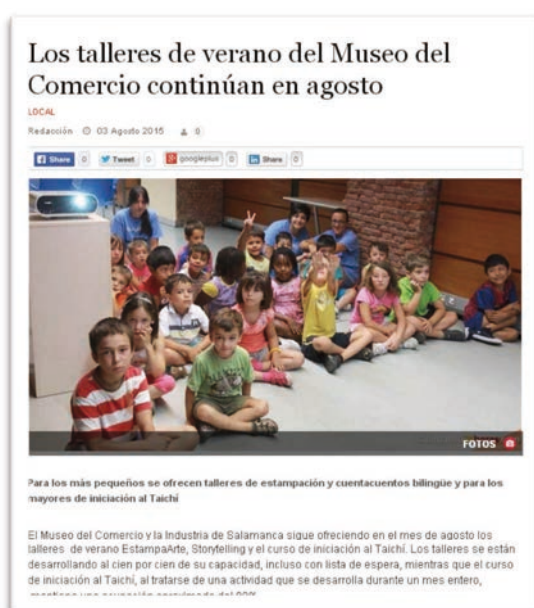 Los talleres de verano del Museo del
Comercio continúan en agosto
LOCAL
Redacción 03 Agosto 2015 0
Share 0 Tweet 0 googleplus 0 Share 0
FOTOS
Para los más pequeños se ofrecen talleres de estampación y cuentacuentos bilingüe y para los
mayores de iniciación al Taichí
El Museo del Comercio y la Industria de Salamanca sigue ofreciendo en el mes de agosto los
talleres de verano EstampaArte, Storytelling y el curso de iniciación al Taichí. Los talleres se están
desarrollando al cien por cien de su capacidad, incluso con lista de espera, mientras que el curso
de iniciación al Taichí, al tratarse de una actividad que se desarrolla durante un mes entero,